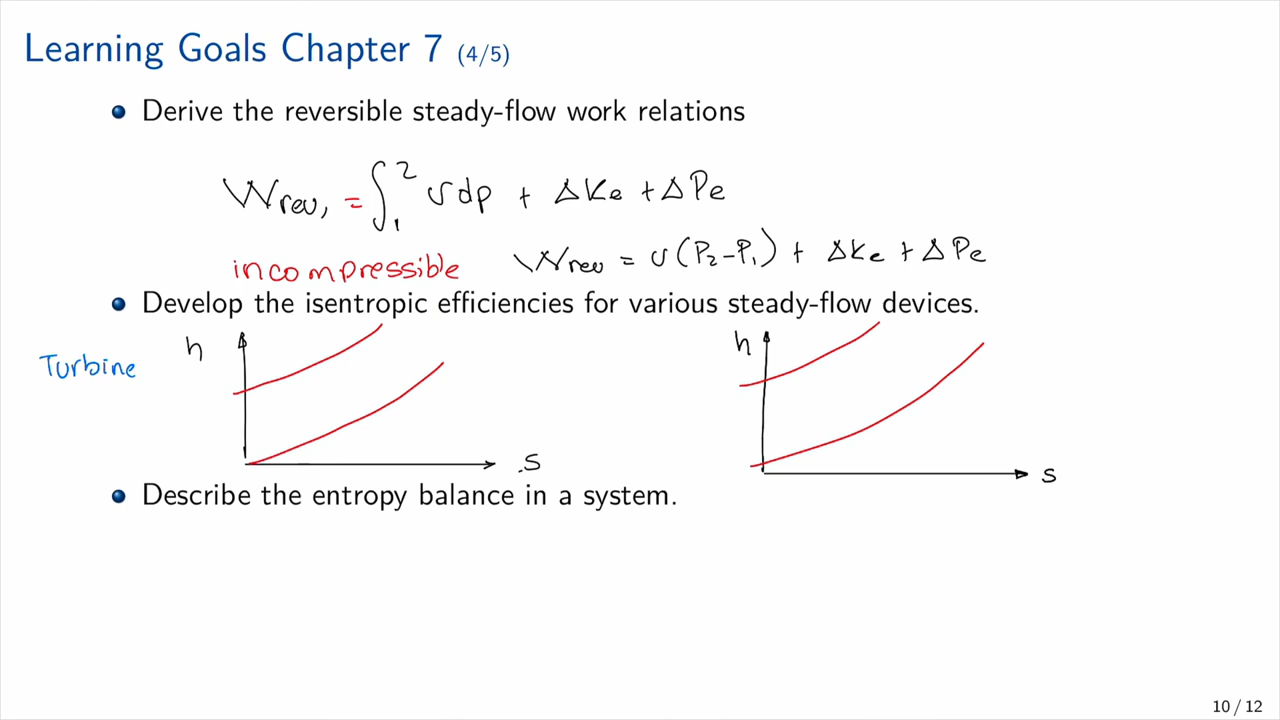 Learning Goals Chapter 7 (4/5)
Derive the reversible steady-flow work relations
Wrev, = ∫₁² v dp + ΔKe + ΔPe
incompressible Wrev = v(P₂-P₁) + ΔKe + ΔPe
Develop the isentropic efficiencies for various steady-flow devices.
Turbine h h
s s
Describe the entropy balance in a system.
10 / 12